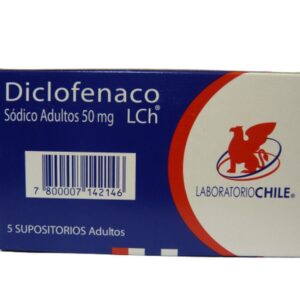 Diclofenaco
Sódico Adultos 50 mg LCh®
7 800007 142146
LABORATORIOCHILE®
5 SUPOSITORIOS Adultos